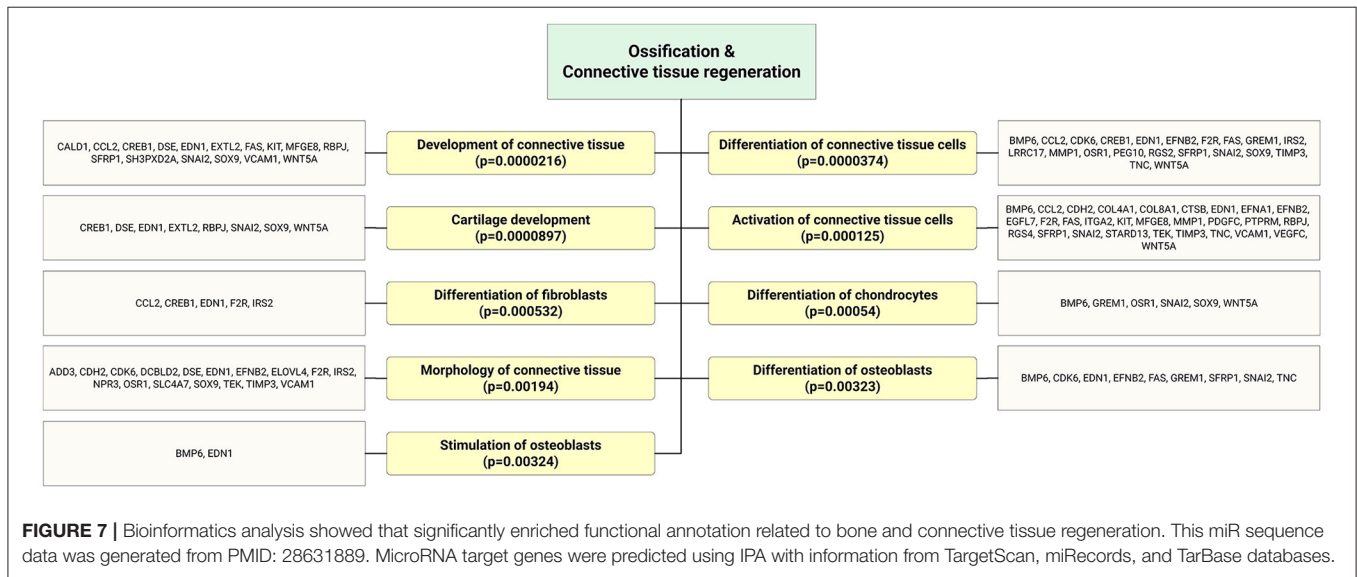 Ossification &
Connective tissue regeneration
CALD1, CCL2, CREB1, DSE, EDN1, EXTL2, FAS, KIT, MFGE8, RBPJ,
SFRP1, SH3PXD2A, SNAI2, SOX9, VCAM1, WNT5A
Development of connective tissue
(p=0.0000216)
Differentiation of connective tissue cells
(p=0.0000374)
BMP6, CCL2, CDK6, CREB1, EDN1, EFNB2, F2R, FAS, GREM1, IRS2,
LRRC17, MMP1, OSR1, PEG10, RGS2, SFRP1, SNAI2, SOX9, TIMP3,
TNC, WNT5A
CREB1, DSE, EDN1, EXTL2, RBPJ, SNAI2, SOX9, WNT5A
Cartilage development
(p=0.0000897)
Activation of connective tissue cells
(p=0.000125)
BMP6, CCL2, CDH2, COL4A1, COL8A1, CTSB, EDN1, EFNA1, EFNB2,
EGFL7, F2R, FAS, ITGA2, KIT, MFGE8, MMP1, PDGFC, PTPRM, RBPJ,
RGS4, SFRP1, SNAI2, STARD13, TEK, TIMP3, TNC, VCAM1, VEGFC,
WNT5A
CCL2, CREB1, EDN1, F2R, IRS2
Differentiation of fibroblasts
(p=0.000532)
Differentiation of chondrocytes
(p=0.00054)
BMP6, GREM1, OSR1, SNAI2, SOX9, WNT5A
ADD3, CDH2, CDK6, DCBLD2, DSE, EDN1, EFNB2, ELOVL4, F2R, IRS2,
NPR3, OSR1, SLC4A7, SOX9, TEK, TIMP3, VCAM1
Morphology of connective tissue
(p=0.00194)
Differentiation of osteoblasts
(p=0.00323)
BMP6, CDK6, EDN1, EFNB2, FAS, GREM1, SFRP1, SNAI2, TNC
BMP6, EDN1
Stimulation of osteoblasts
(p=0.00324)
FIGURE 7 | Bioinformatics analysis showed that significantly enriched functional annotation related to bone and connective tissue regeneration. This miR sequence
data was generated from PMID: 28631889. MicroRNA target genes were predicted using IPA with information from TargetScan, miRecords, and TarBase databases.